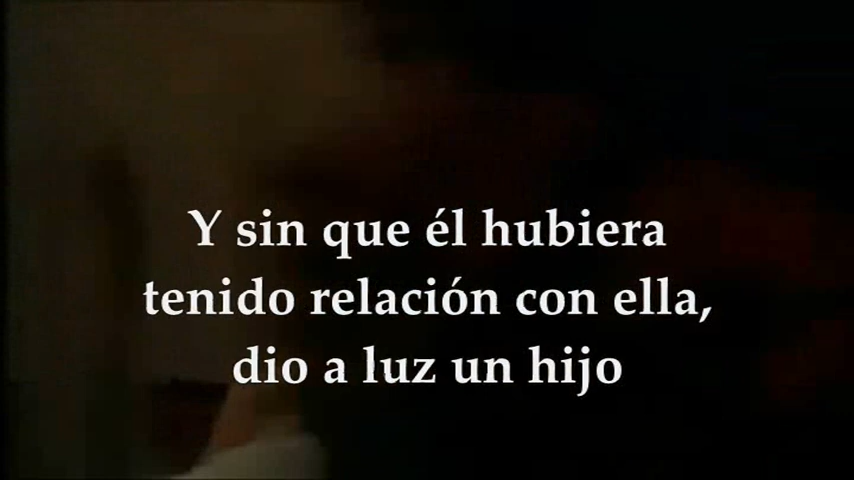 Y sin que él hubiera
tenido relación con ella,
dio a luz un hijo